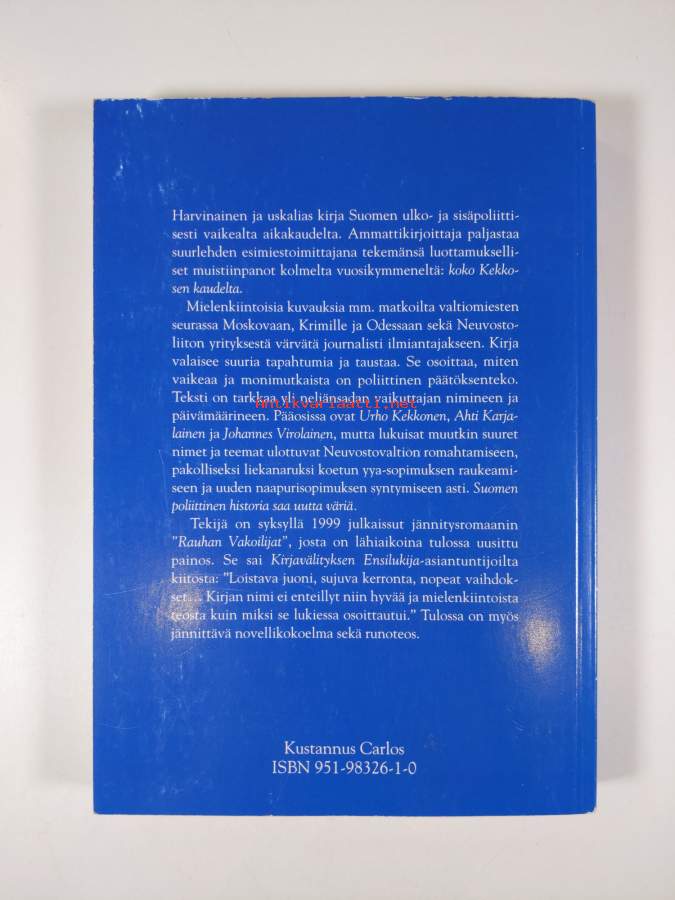 Harvinainen ja uskalias kirja Suomen ulko- ja sisäpoliitti-
sesti vaikealta aikakaudelta. Ammattikirjoittaja paljastaa
suurlehden esimiestoimittajana tekemänsä luottamukselli-
set muistiinpanot kolmelta vuosikymmeneltä: koko Kekko-
sen kaudelta.
Mielenkiintoisia kuvauksia mm. matkoilta valtiomiesten
seurassa Moskovaan, Krimille ja Odessaan sekä Neuvosto-
liiton yrityksestä värvätä journalisti ilmiantajakseen. Kirja
valaisee suuria tapahtumia ja taustaa. Se osoittaa, miten
vaikeaa ja monimutkaista on poliittinen päätöksenteko.
Teksti on tarkkaa yli neljänsadan vaikuttajan nimineen ja
antikvariaatti.net
päivämäärineen. Pääosissa ovat Urho Kekkonen, Ahti Karja-
lainen ja Johannes Virolainen, mutta lukuisat muutkin suuret
nimet ja teemat ulottuvat Neuvostovaltion romahtamiseen,
pakolliseksi liekanaruksi koetun yya-sopimuksen raukeami-
seen ja uuden naapurisopimuksen syntymiseen asti. Suomen
poliittinen historia saa uutta väriä.
Tekijä on syksyllä 1999 julkaissut jännitysromaanin
"Rauhan Vakoilijat", josta on lähiaikoina tulossa uusittu
painos. Se sai Kirjavälityksen Ensilukija-asiantuntijoilta
kiitosta: "Loistava juoni, sujuva kerronta, nopeat vaihdok-
set... Kirjan nimi ei enteillyt niin hyvää ja mielenkiintoista
teosta kuin miksi se lukiessa osoittautui." Tulossa on myös
jännittävä novellikokoelma sekä runoteos.
Kustannus Carlos
ISBN 951-98326-1-0